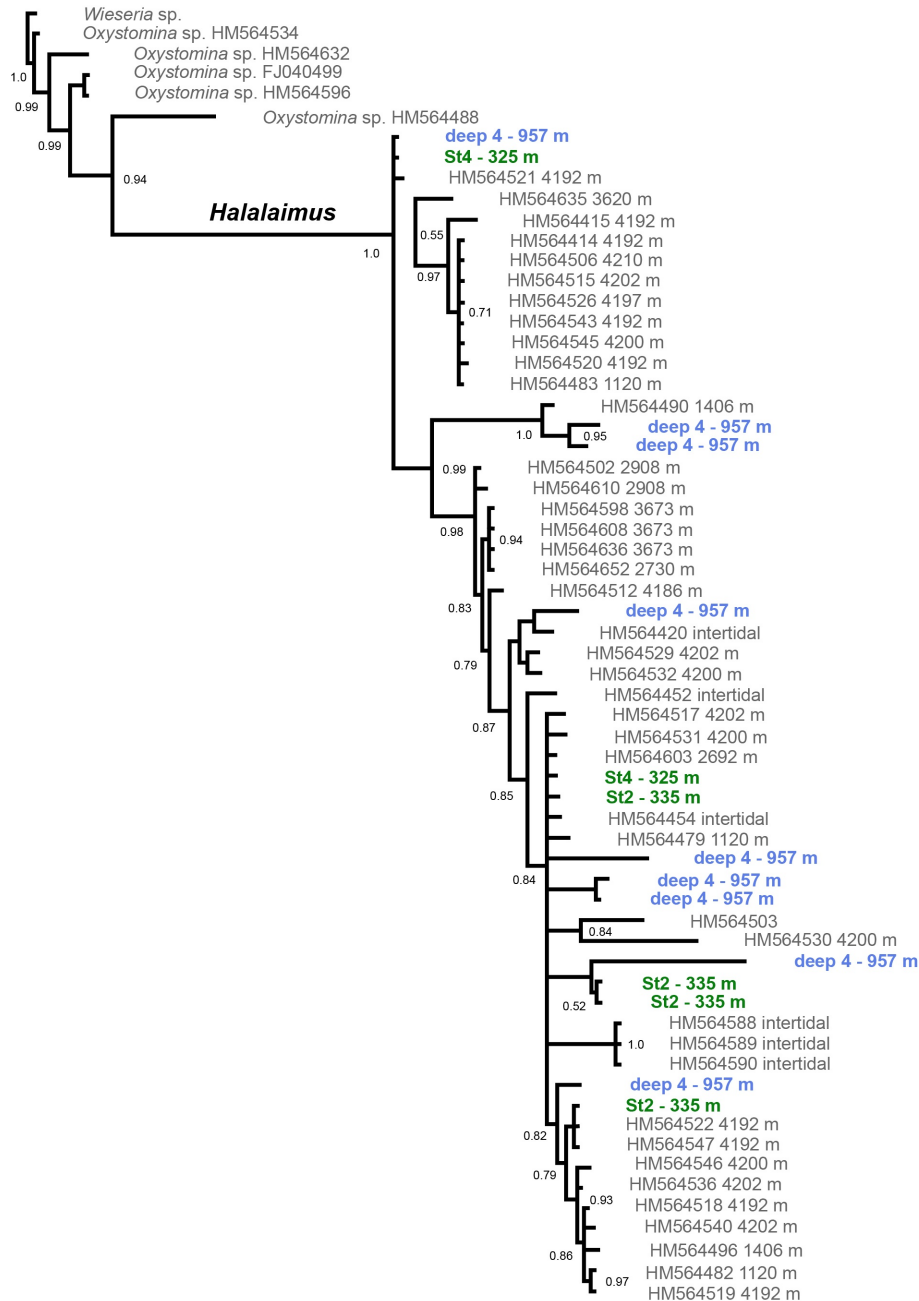 Wieseria sp.
Oxystomina sp. HM564534
Oxystomina sp. HM564632
Oxystomina sp. FJ040499
1.0
Oxystomina sp. HM564596
0.99
Oxystomina sp. HM564488
deep 4 - 957 m
0.99
St4 - 325 m
0.94
HM564521 4192 m
HM564635 3620 m
Halalaimus
HM564415 4192 m
0.55
HM564414 4192 m
1.0
HM564506 4210 m
0.97
HM564515 4202 m
HM564526 4197 m
0.71
HM564543 4192 m
HM564545 4200 m
HM564520 4192 m
HM564483 1120 m
HM564490 1406 m
deep 4 - 957 m
1.0
0.95
deep 4 - 957 m
0.99
HM564502 2908 m
HM564610 2908 m
HM564598 3673 m
0.98
HM564608 3673 m
0.94
HM564636 3673 m
HM564652 2730 m
HM564512 4186 m
0.83
deep 4 - 957 m
HM564420 intertidal
HM564529 4202 m
0.79
HM564532 4200 m
HM564452 intertidal
HM564517 4202 m
0.87
HM564531 4200 m
HM564603 2692 m
St4 - 325 m
0.85
St2 - 335 m
HM564454 intertidal
HM564479 1120 m
deep 4 - 957 m
0.84
deep 4 - 957 m
deep 4 - 957 m
HM564503
0.84
HM564530 4200 m
deep 4 - 957 m
St2 - 335 m
0.52
St2 - 335 m
HM564588 intertidal
HM564589 intertidal
1.0
HM564590 intertidal
deep 4 - 957 m
St2 - 335 m
HM564522 4192 m
0.82
HM564547 4192 m
HM564546 4200 m
0.79
HM564536 4202 m
0.93
HM564518 4192 m
HM564540 4202 m
HM564496 1406 m
0.86
HM564482 1120 m
0.97
HM564519 4192 m